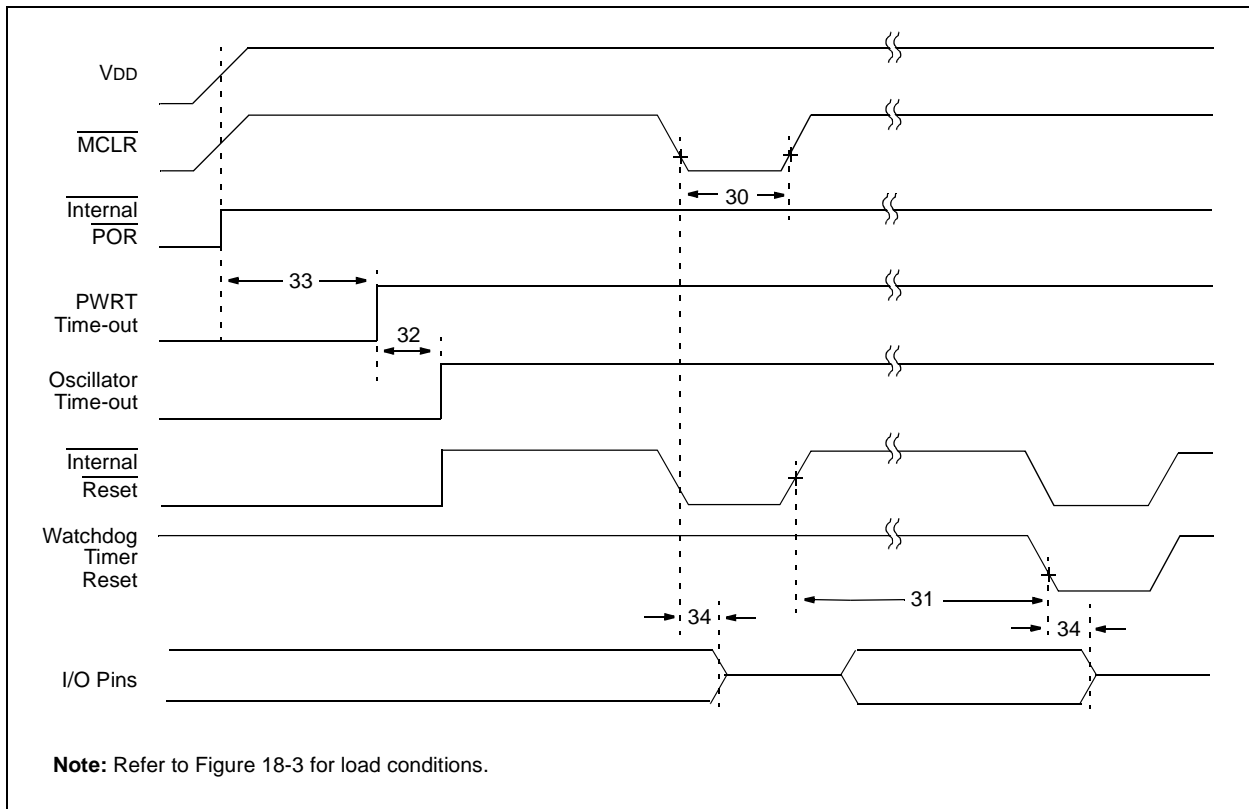 VDD
MCLR
Internal
POR
PWRT
Time-out
Oscillator
Time-out
Internal
Reset
Watchdog
Timer
Reset
I/O Pins
30
33
32
31
34
34
Note: Refer to Figure 18-3 for load conditions.